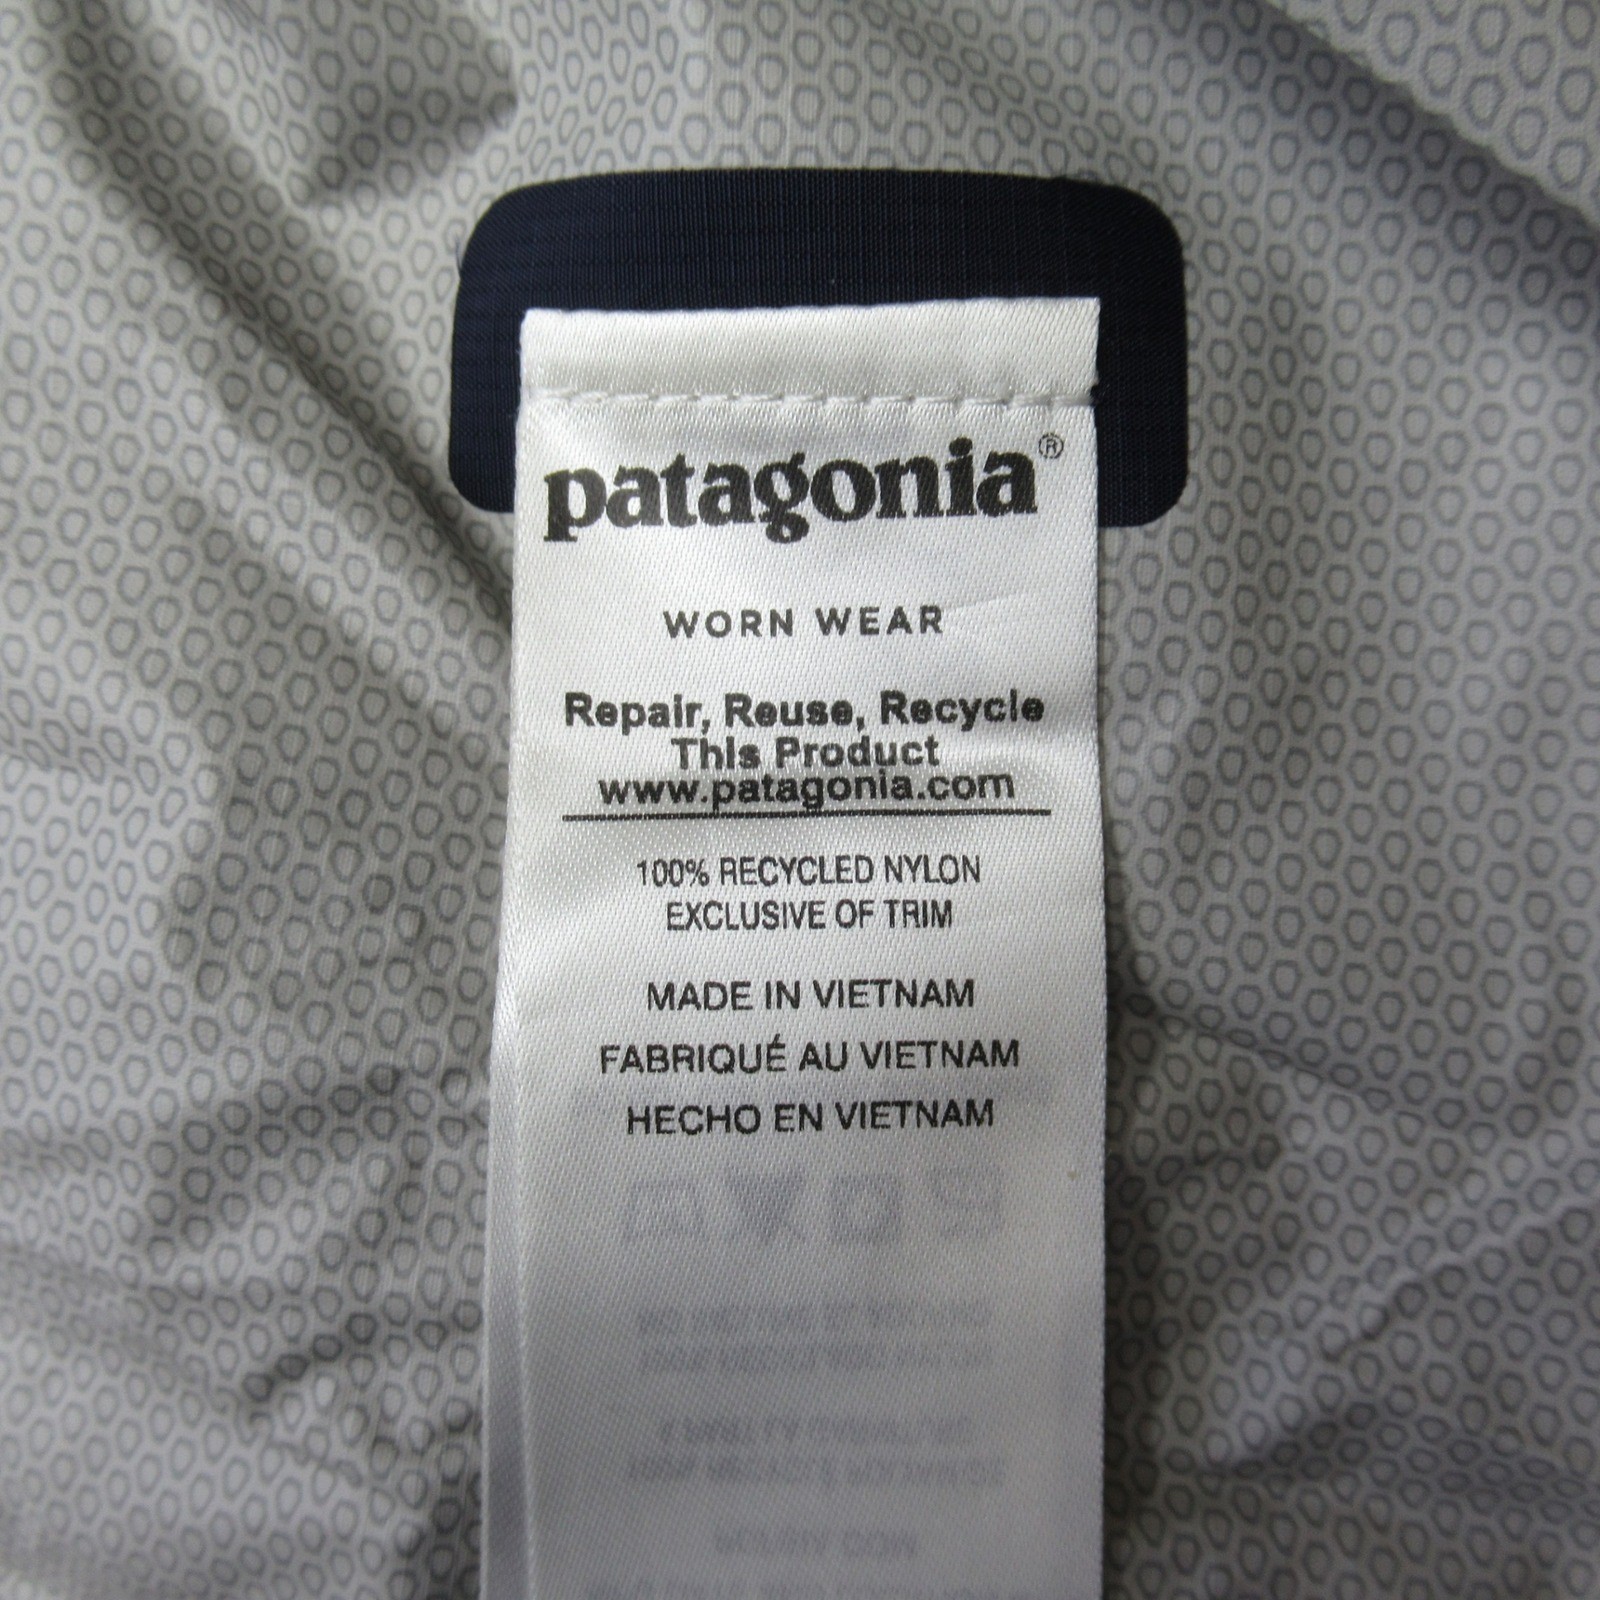 patagonia®
WORN WEAR
Repair, Reuse, Recycle
This Product
www.patagonia.com
100% RECYCLED NYLON
EXCLUSIVE OF TRIM
MADE IN VIETNAM
FABRIQUÉ AU VIETNAM
HECHO EN VIETNAM